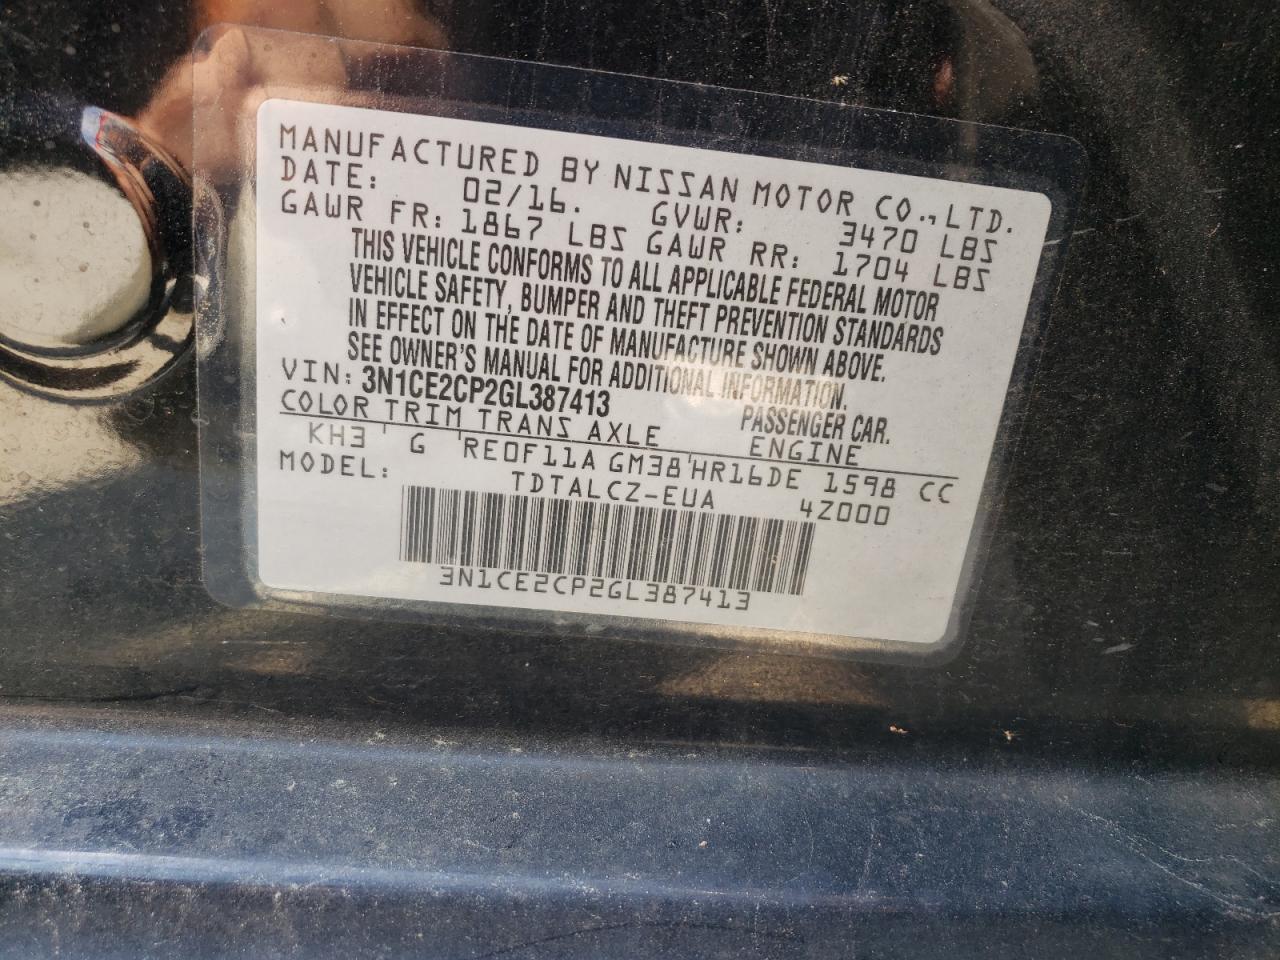 MANUFACTURED BY NISSAN MOTOR CO.,LTD.
DATE: 02/16. GVWR: 3470 LBS
GAWR FR: 1867 LBS GAWR RR: 1704 LBS
THIS VEHICLE CONFORMS TO ALL APPLICABLE FEDERAL MOTOR
VEHICLE SAFETY, BUMPER AND THEFT PREVENTION STANDARDS
IN EFFECT ON THE DATE OF MANUFACTURE SHOWN ABOVE.
SEE OWNER'S MANUAL FOR ADDITIONAL INFORMATION.
VIN: 3N1CE2CP2GL387413 PASSENGER CAR.
COLOR TRIM TRANS AXLE ENGINE
KH3 ' G 'RE0F11A GM38'HR16DE 1598 CC
MODEL: TDTALCZ-EUA 4Z000
3N1CE2CP2GL387413